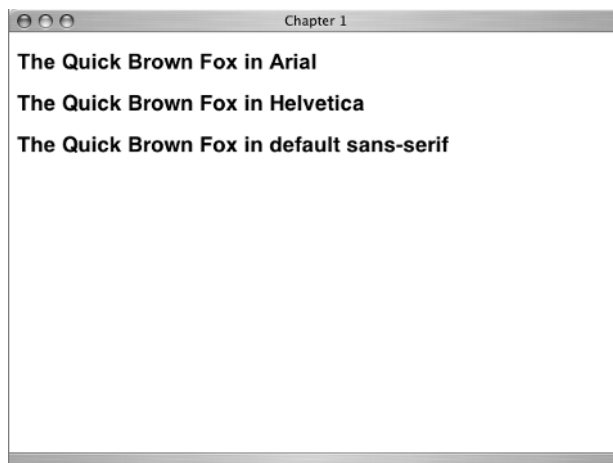 Chapter 1
The Quick Brown Fox in Arial
The Quick Brown Fox in Helvetica
The Quick Brown Fox in default sans-serif